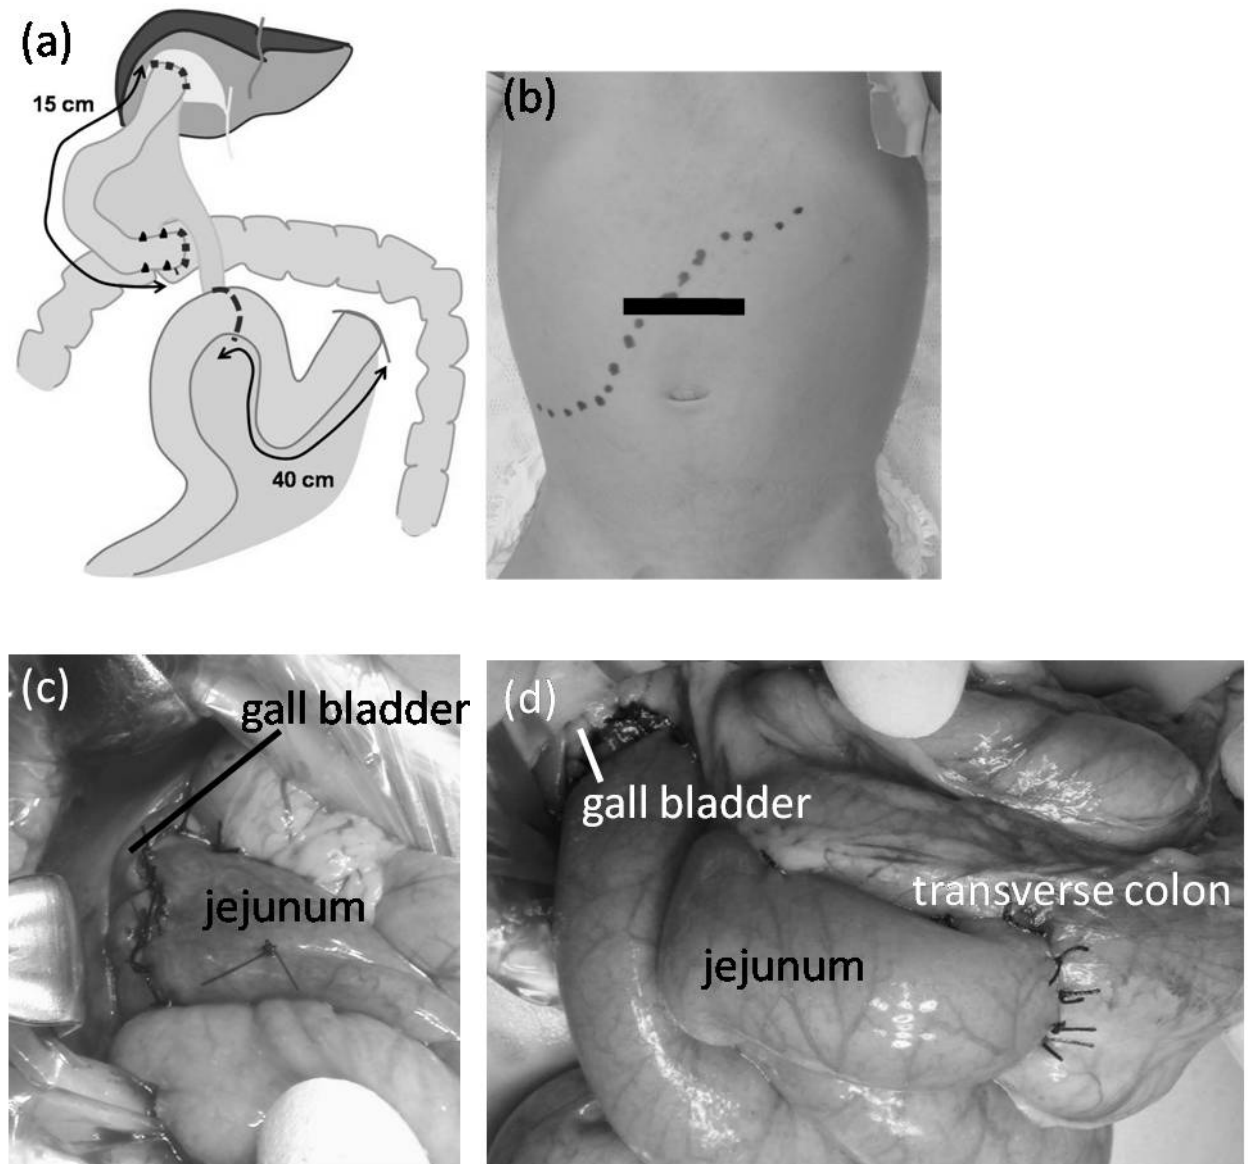 (a)
15 cm
40 cm
(b)
(c)
gall bladder
jejunum
(d)
gall bladder
transverse colon
jejunum